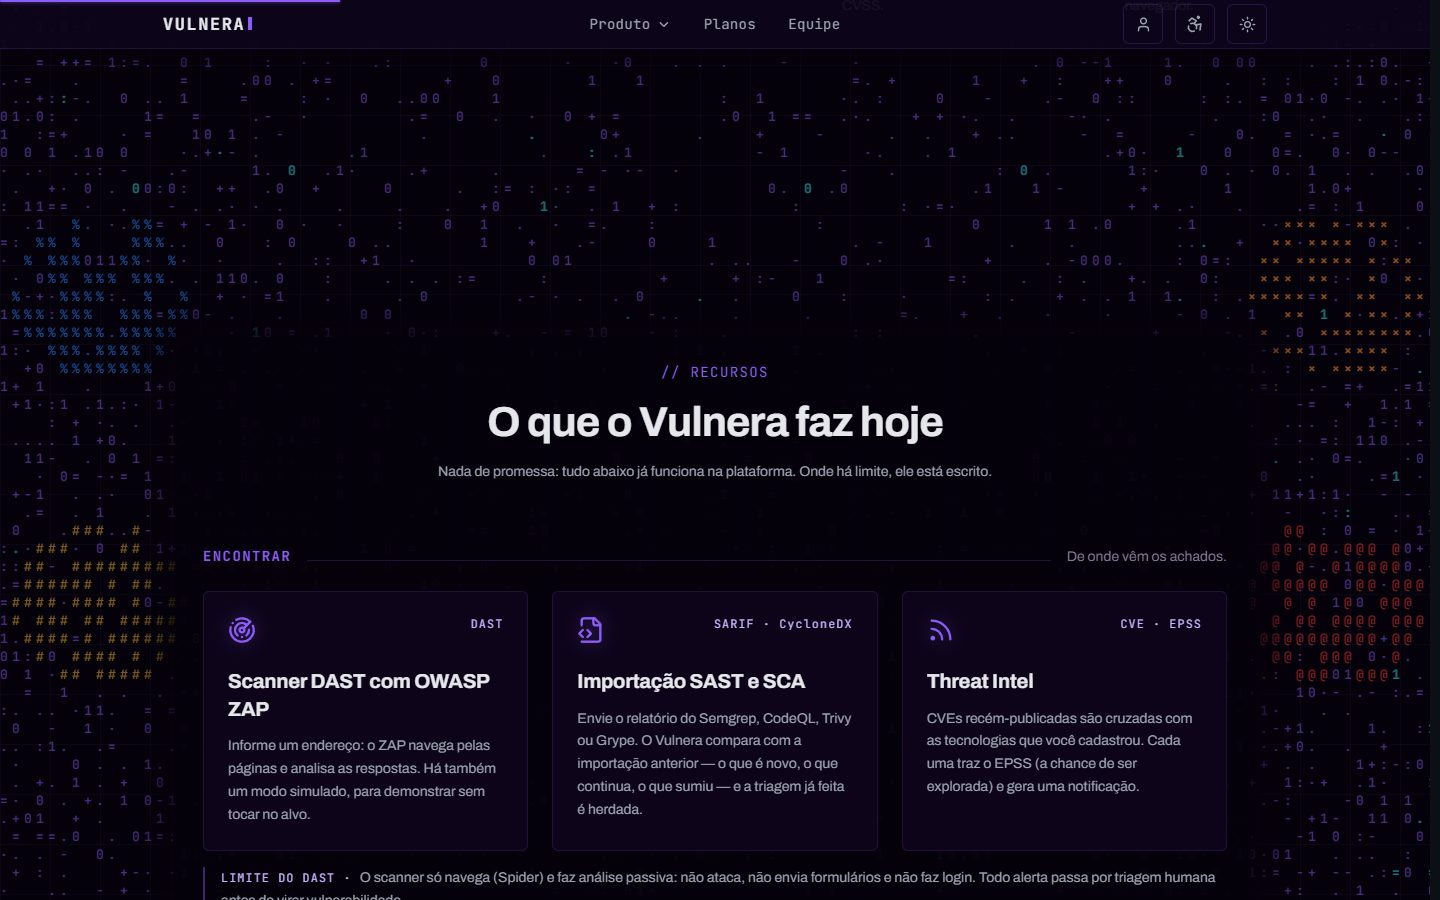 VULNERA
Produto
Planos
Equipe
CVSS.
navegador.
// RECURSOS
O que o Vulnera faz hoje
Nada de promessa: tudo abaixo já funciona na plataforma. Onde há limite, ele está escrito.
ENCONTRAR
De onde vêm os achados.
DAST
Scanner DAST com OWASP
ZAP
Informe um endereço: o ZAP navega pelas
páginas e analisa as respostas. Há também
um modo simulado, para demonstrar sem
tocar no alvo.
SARIF · CycloneDX
Importação SAST e SCA
Envie o relatório do Semgrep, CodeQL, Trivy
ou Grype. O Vulnera compara com a
importação anterior — o que é novo, o que
continua, o que sumiu — e a triagem já feita
é herdada.
CVE · EPSS
Threat Intel
CVEs recém-publicadas são cruzadas com
as tecnologias que você cadastrou. Cada
uma traz o EPSS (a chance de ser
explorada) e gera uma notificação.
LIMITE DO DAST · O scanner só navega (Spider) e faz análise passiva: não ataca, não envia formulários e não faz login. Todo alerta passa por triagem humana
antes de virar vulnerabilidade.